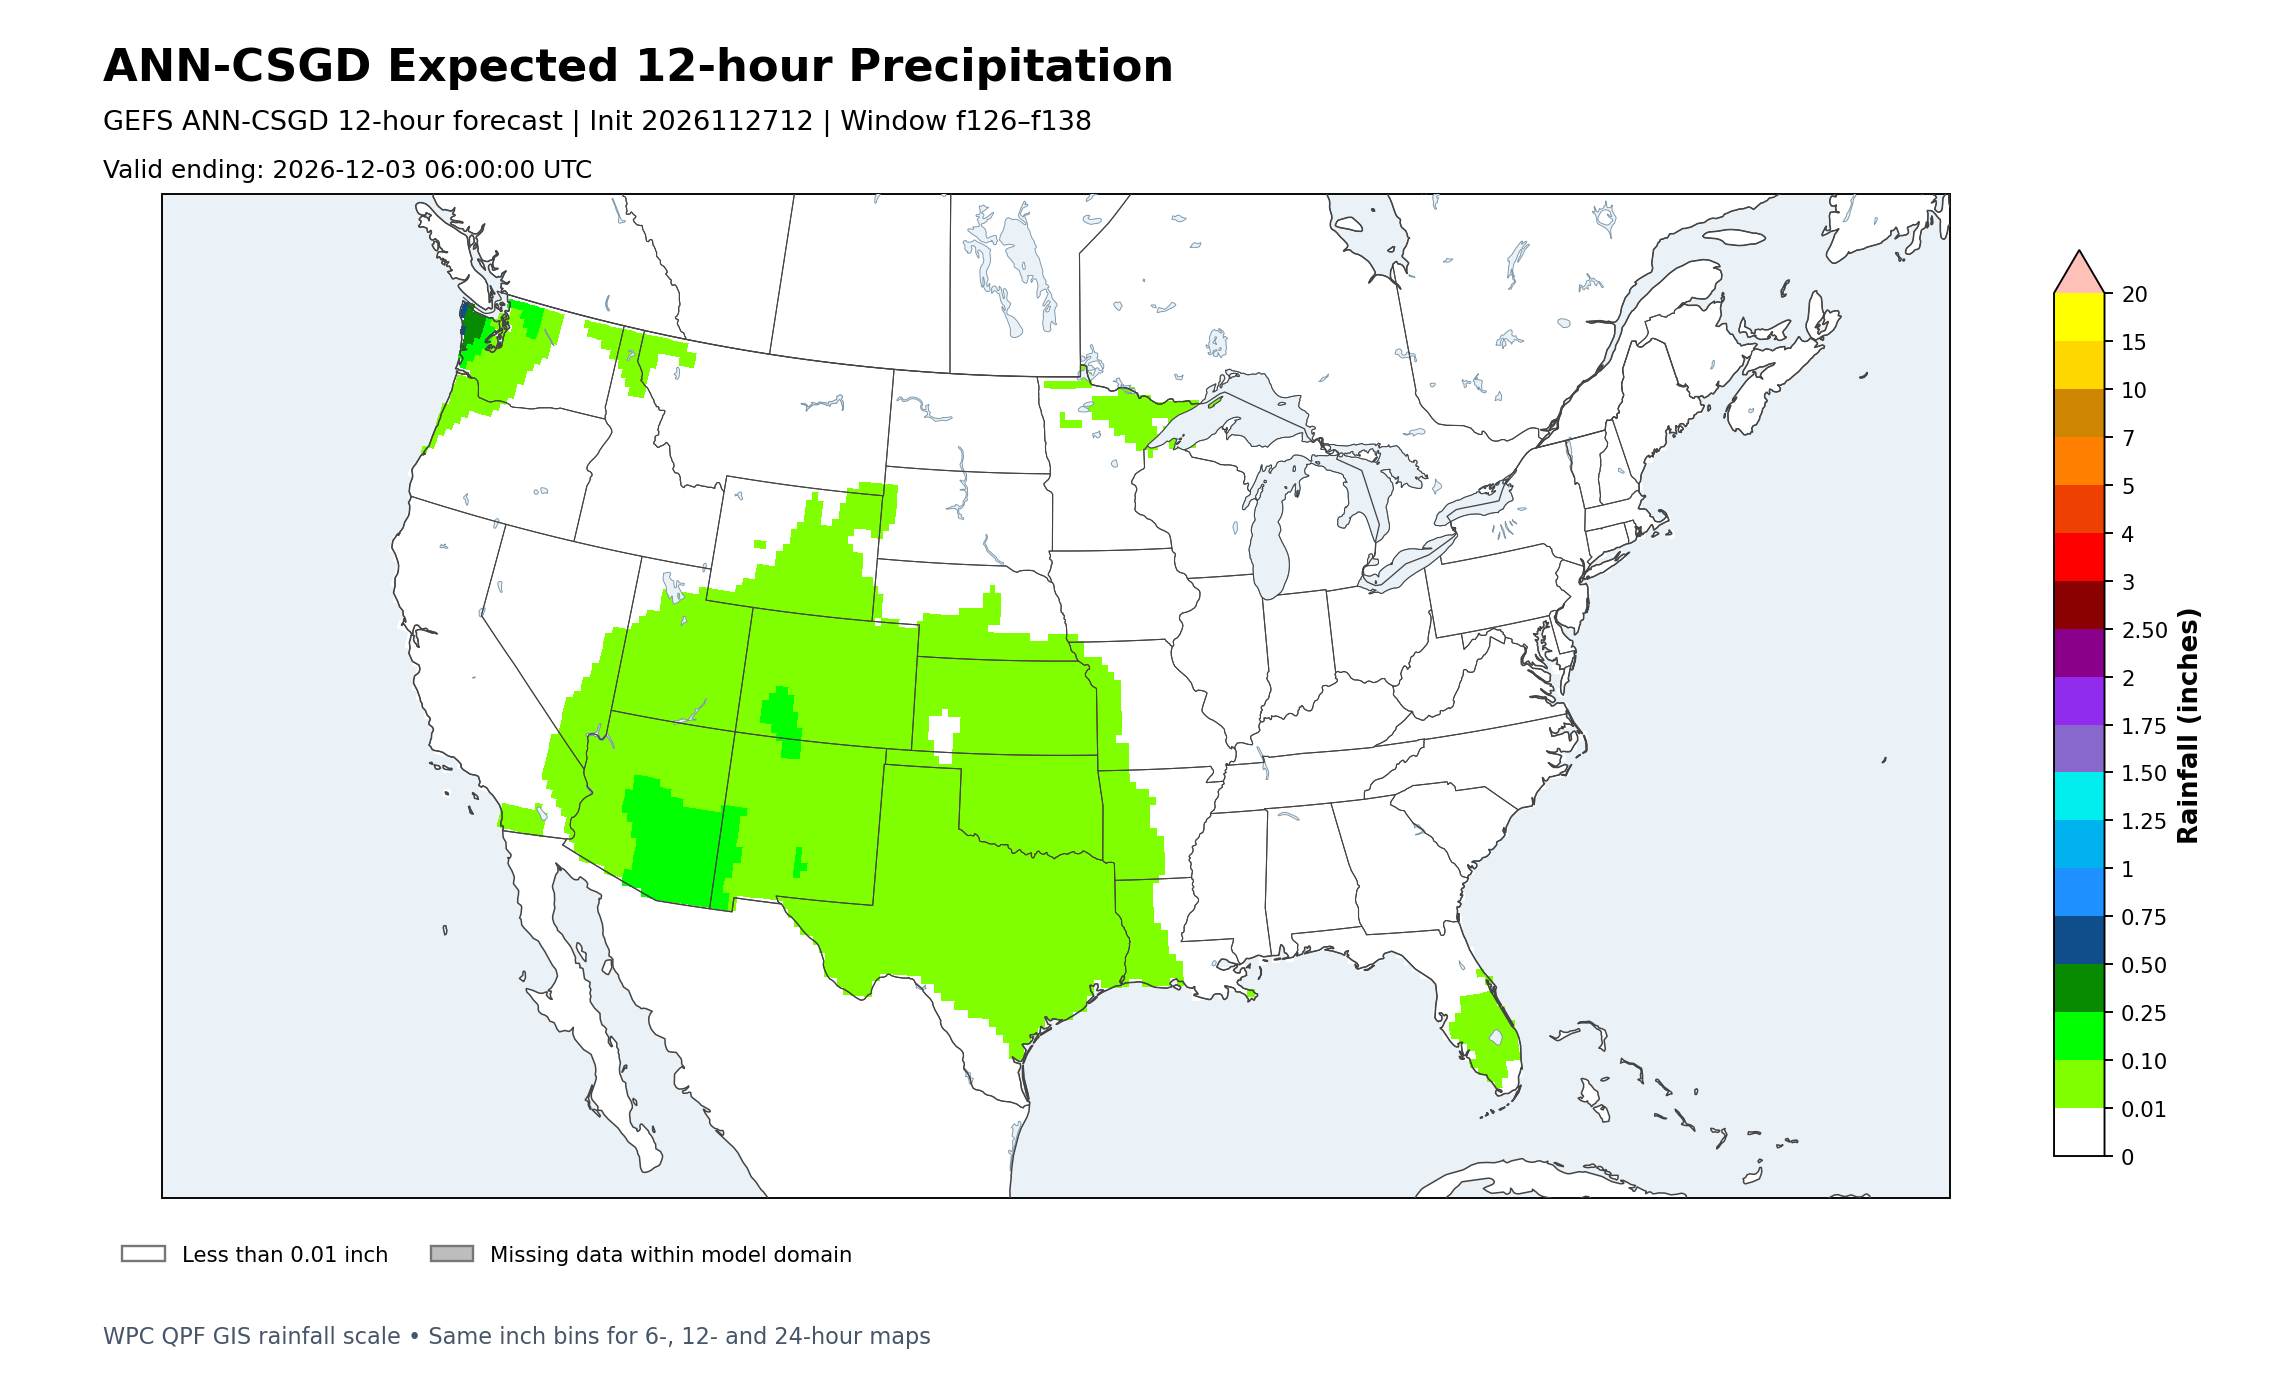 ANN-CSGD Expected 12-hour Precipitation
GEFS ANN-CSGD 12-hour forecast | Init 2026112712 | Window f126–f138
Valid ending: 2026-12-03 06:00:00 UTC
20
15
10
7
5
4
3
2.50
2
1.75
1.50
1.25
1
0.75
0.50
0.25
0.10
0.01
0
Rainfall (inches)
Less than 0.01 inch
Missing data within model domain
WPC QPF GIS rainfall scale • Same inch bins for 6-, 12- and 24-hour maps